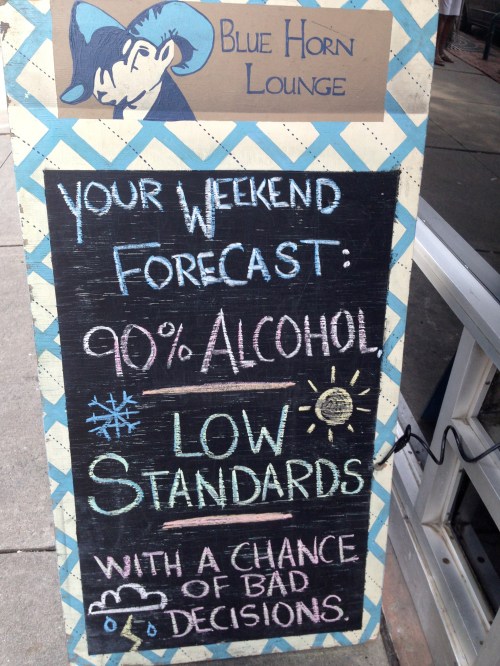 BLUE HORN
LOUNGE
YOUR WEEKEND
FORECAST:
90% ALCOHOL,
LOW
STANDARDS
WITH A CHANCE
OF BAD
DECISIONS.